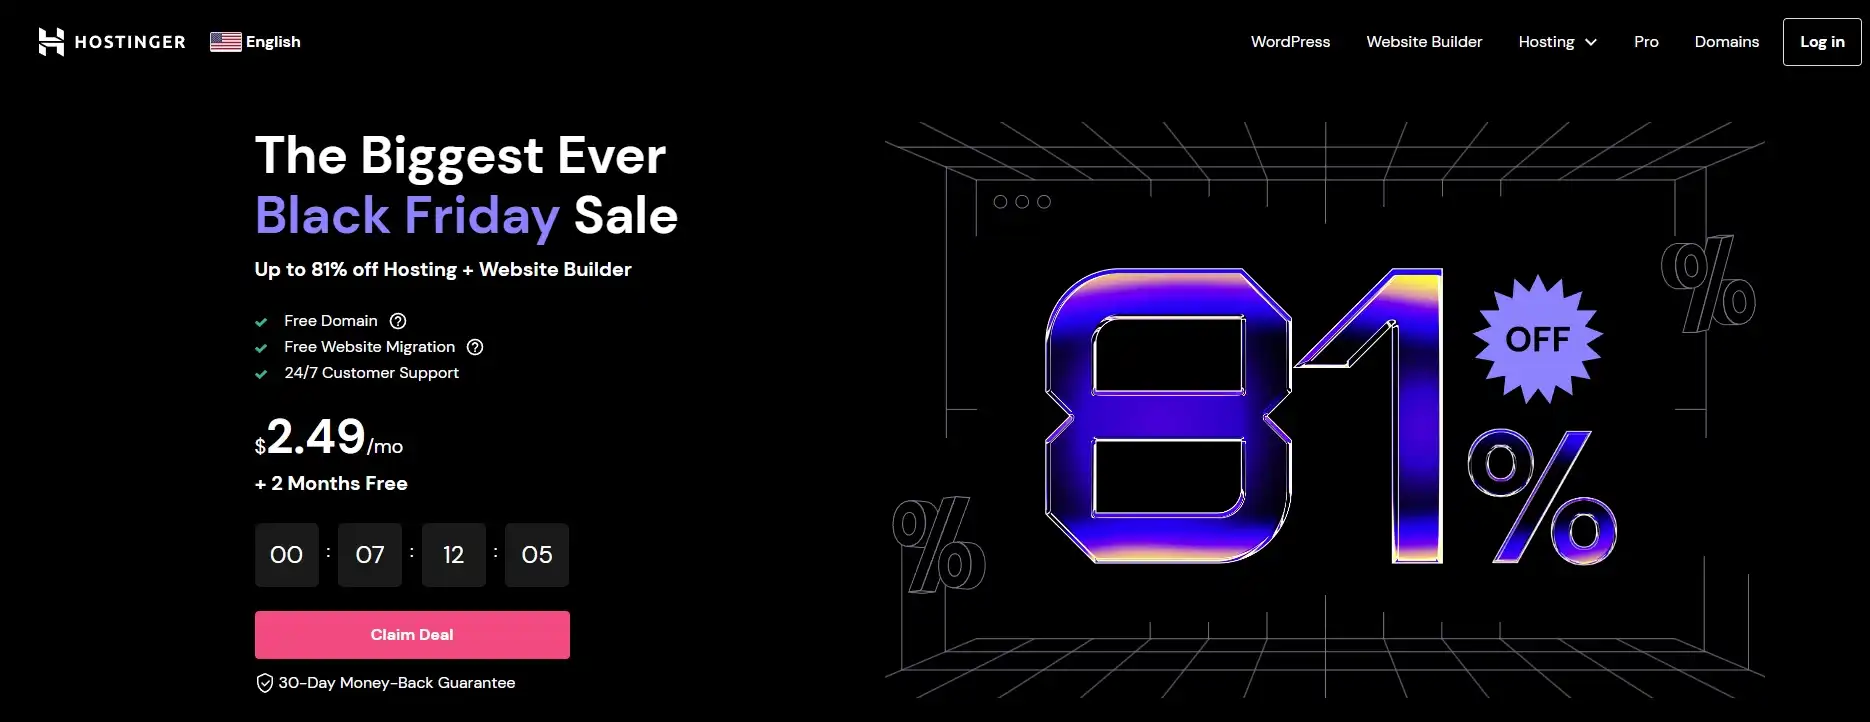 HOSTINGER
English
WordPress
Website Builder
Hosting
Pro
Domains
Log in
The Biggest Ever
Black Friday Sale
Up to 81% off Hosting + Website Builder
Free Domain ?
Free Website Migration ?
24/7 Customer Support
$2.49/mo
+ 2 Months Free
00 : 07 : 12 : 05
Claim Deal
30-Day Money-Back Guarantee
81%
OFF
%
%